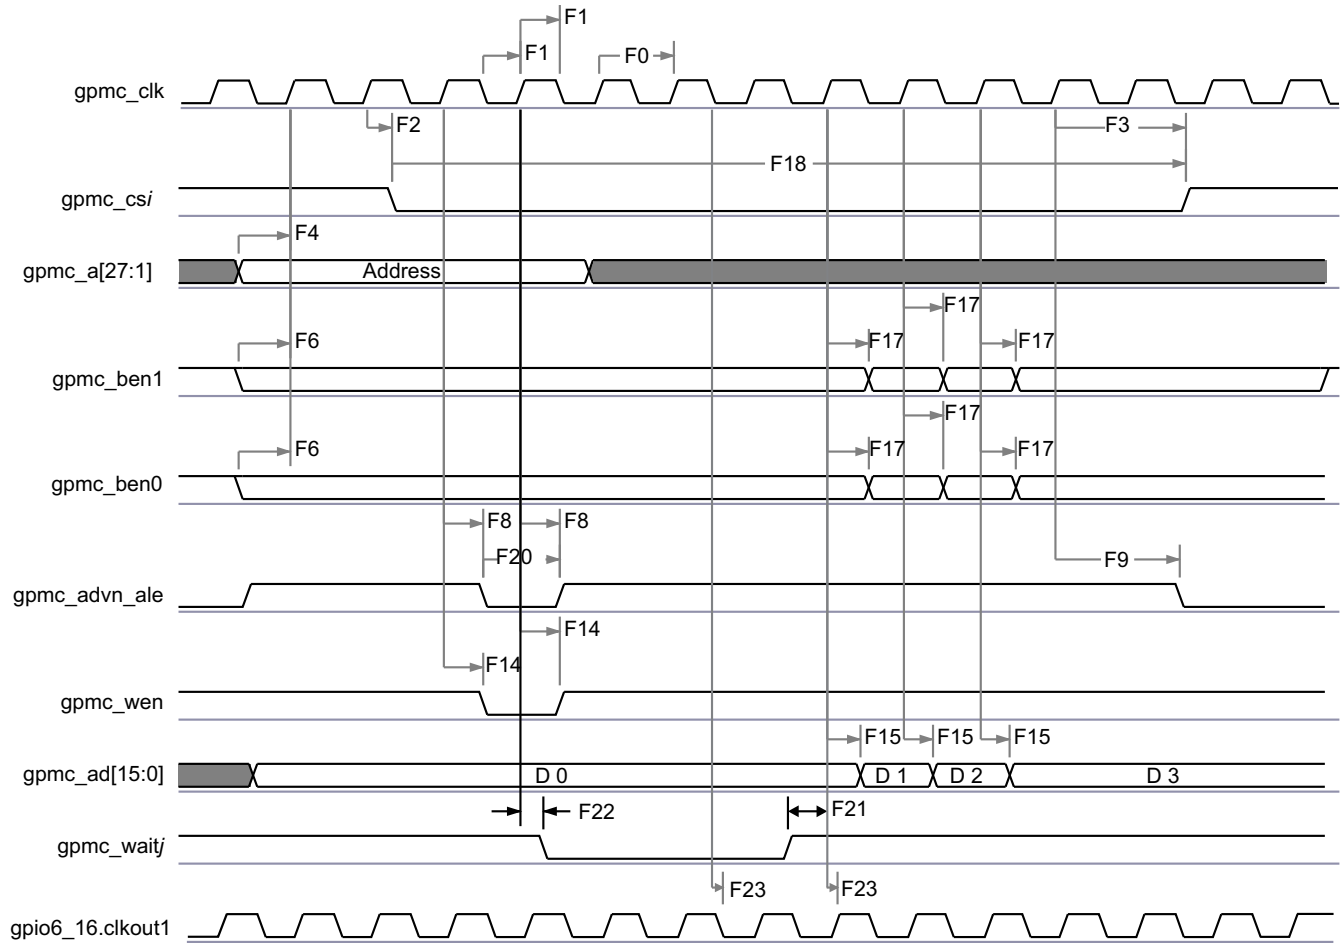 F1
F1
F0
gpmc_clk
F2
F3
F18
gpmc_csi
F4
gpmc_a[27:1]
Address
F17
F6
F17
F17
gpmc_ben1
F17
F6
F17
F17
gpmc_ben0
F8
F8
F20
F9
gpmc_advn_ale
F14
F14
gpmc_wen
F15
F15
F15
gpmc_ad[15:0]
D 0
D 1
D 2
D 3
F22
F21
gpmc_waitj
F23
F23
gpio6_16.clkout1